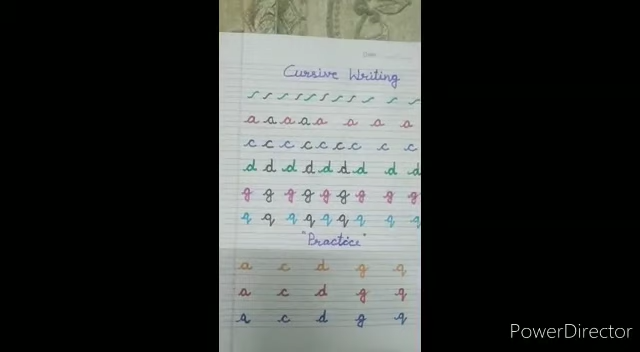 Cursive Writing
a a a a a a a a
c c c c c c c c c
d d d d d d d d d
g g g g g g g g g
q q q q q q q q q
"Practice"
a c d g q
a c d g q
a c d g q
PowerDirector